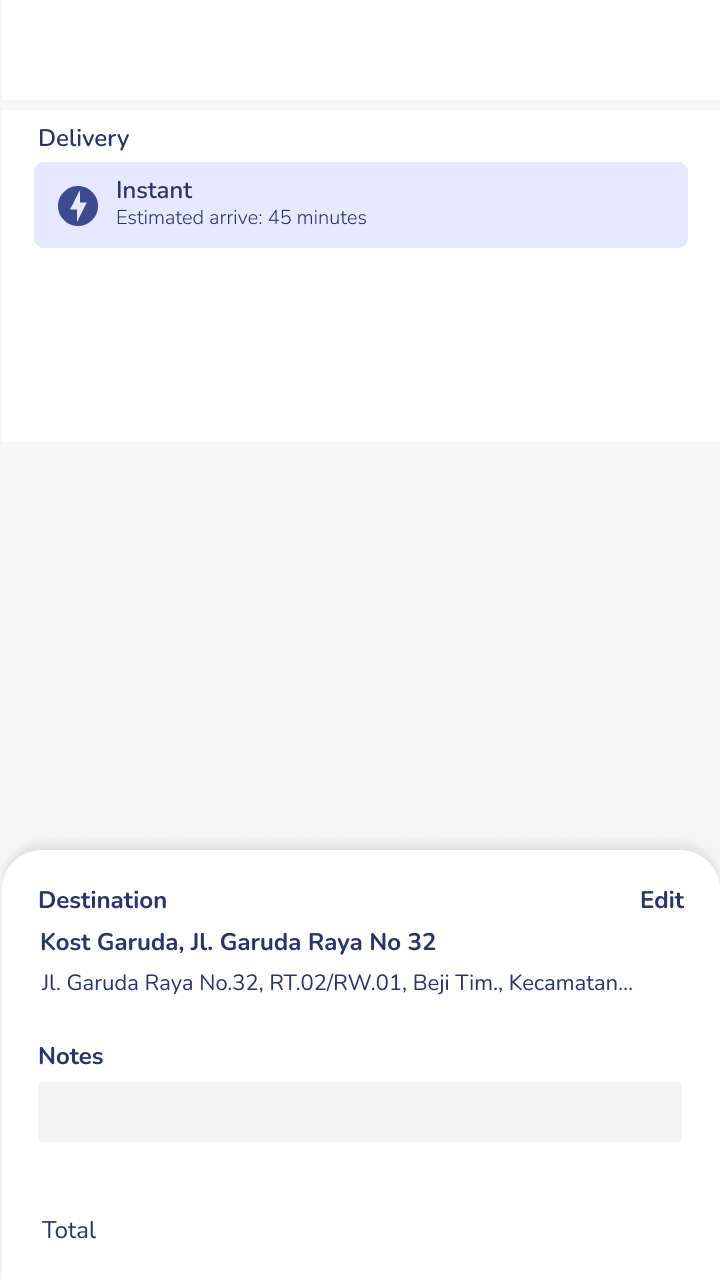 Delivery
Instant
Estimated arrive: 45 minutes
Destination
Edit
Kost Garuda, Jl. Garuda Raya No 32
Jl. Garuda Raya No.32, RT.02/RW.01, Beji Tim., Kecamatan...
Notes
Total